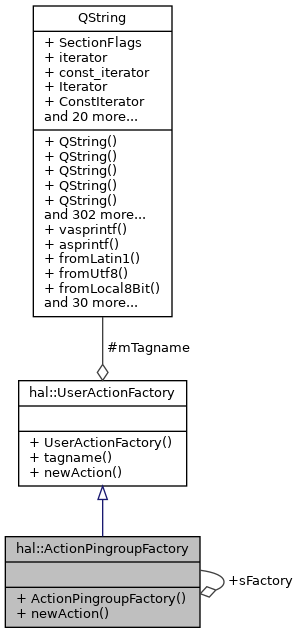 QString
+ SectionFlags
+ iterator
+ const_iterator
+ Iterator
+ ConstIterator
and 20 more...
+ QString()
+ QString()
+ QString()
+ QString()
+ QString()
and 302 more...
+ vasprintf()
+ asprintf()
+ fromLatin1()
+ fromUtf8()
+ fromLocal8Bit()
and 30 more...
#mTagname
hal::UserActionFactory
+ UserActionFactory()
+ tagname()
+ newAction()
hal::ActionPingroupFactory
+ ActionPingroupFactory()
+ newAction()
+sFactory